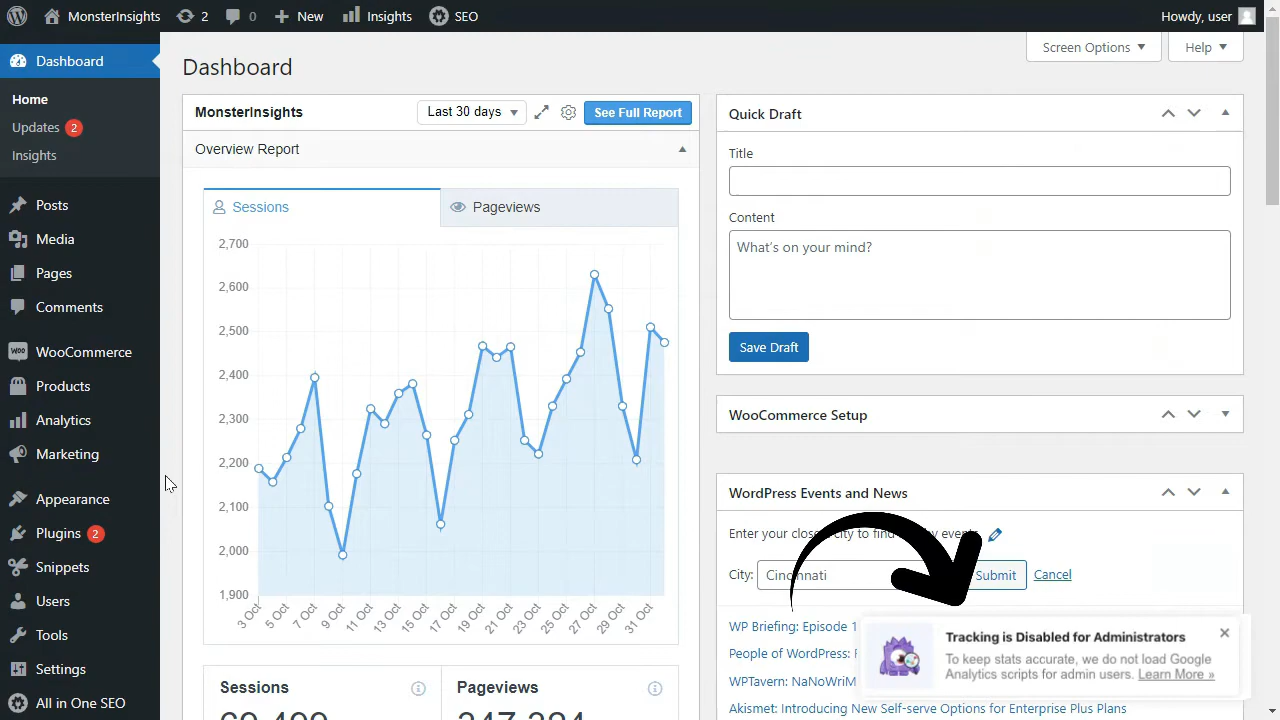 MonsterInsights
2
0
New
Insights
SEO
Howdy, user
Screen Options
Help
Dashboard
Home
Updates 2
Insights
Posts
Media
Pages
Comments
WooCommerce
Products
Analytics
Marketing
Appearance
Plugins 2
Snippets
Users
Tools
Settings
All in One SEO
Dashboard
MonsterInsights
Last 30 days
See Full Report
Overview Report
Sessions
Pageviews
2,700
2,600
2,500
2,400
2,300
2,200
2,100
2,000
1,900
3 Oct
5 Oct
7 Oct
9 Oct
11 Oct
13 Oct
15 Oct
17 Oct
19 Oct
21 Oct
23 Oct
25 Oct
27 Oct
29 Oct
31 Oct
Sessions
Pageviews
Quick Draft
Title
Content
What's on your mind?
Save Draft
WooCommerce Setup
WordPress Events and News
Enter your city to find events
City:
Submit
Cancel
WP Briefing: Episode 1
People of WordPress:
WPTavern: NaNoWriM
Akismet: Introducing New Self-serve Options for Enterprise Plus Plans
Tracking is Disabled for Administrators
To keep stats accurate, we do not load Google
Analytics scripts for admin users. Learn More »